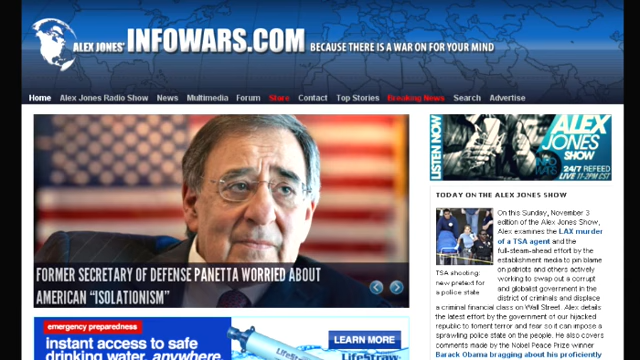 ALEX JONES' INFOWARS.COM BECAUSE THERE IS A WAR ON FOR YOUR MIND
Home Alex Jones Radio Show News Multimedia Forum Store Contact Top Stories Breaking News Search Advertise
FORMER SECRETARY OF DEFENSE PANETTA WORRIED ABOUT
AMERICAN "ISOLATIONISM"
emergency preparedness
instant access to safe
drinking water, anywhere
LifeStraw
LEARN MORE
LifeStraw
LISTEN NOW
ALEX
JONES
SHOW
24/7 REFEED
LIVE 11-2PM CST
TODAY ON THE ALEX JONES SHOW
TSA shooting:
new pretext for
a police state
On this Sunday, November 3
edition of the Alex Jones Show,
Alex examines the LAX murder
of a TSA agent and the
full-steam-ahead effort by the
establishment media to pin blame
on patriots and others actively
working to swap out a corrupt
and globalist government in the
district of criminals and displace
a criminal financial class on Wall Street. Alex details
the latest effort by the government of our hijacked
republic to foment terror and fear so it can impose a
sprawling police state on the people. He also covers
comments made by the Nobel Peace Prize winner
Barack Obama bragging about his proficiently